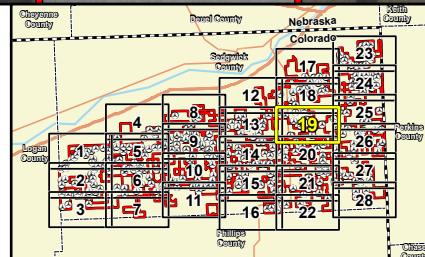 Cheyenne
County
Deuel County
Keith
County
Nebraska
Colorado
Sedgwick
County
Logan
County
Perkins
County
Phillips
County
Chase
1
2
3
4
5
6
7
8
9
10
11
12
13
14
15
16
17
18
19
20
21
22
23
24
25
26
27
28